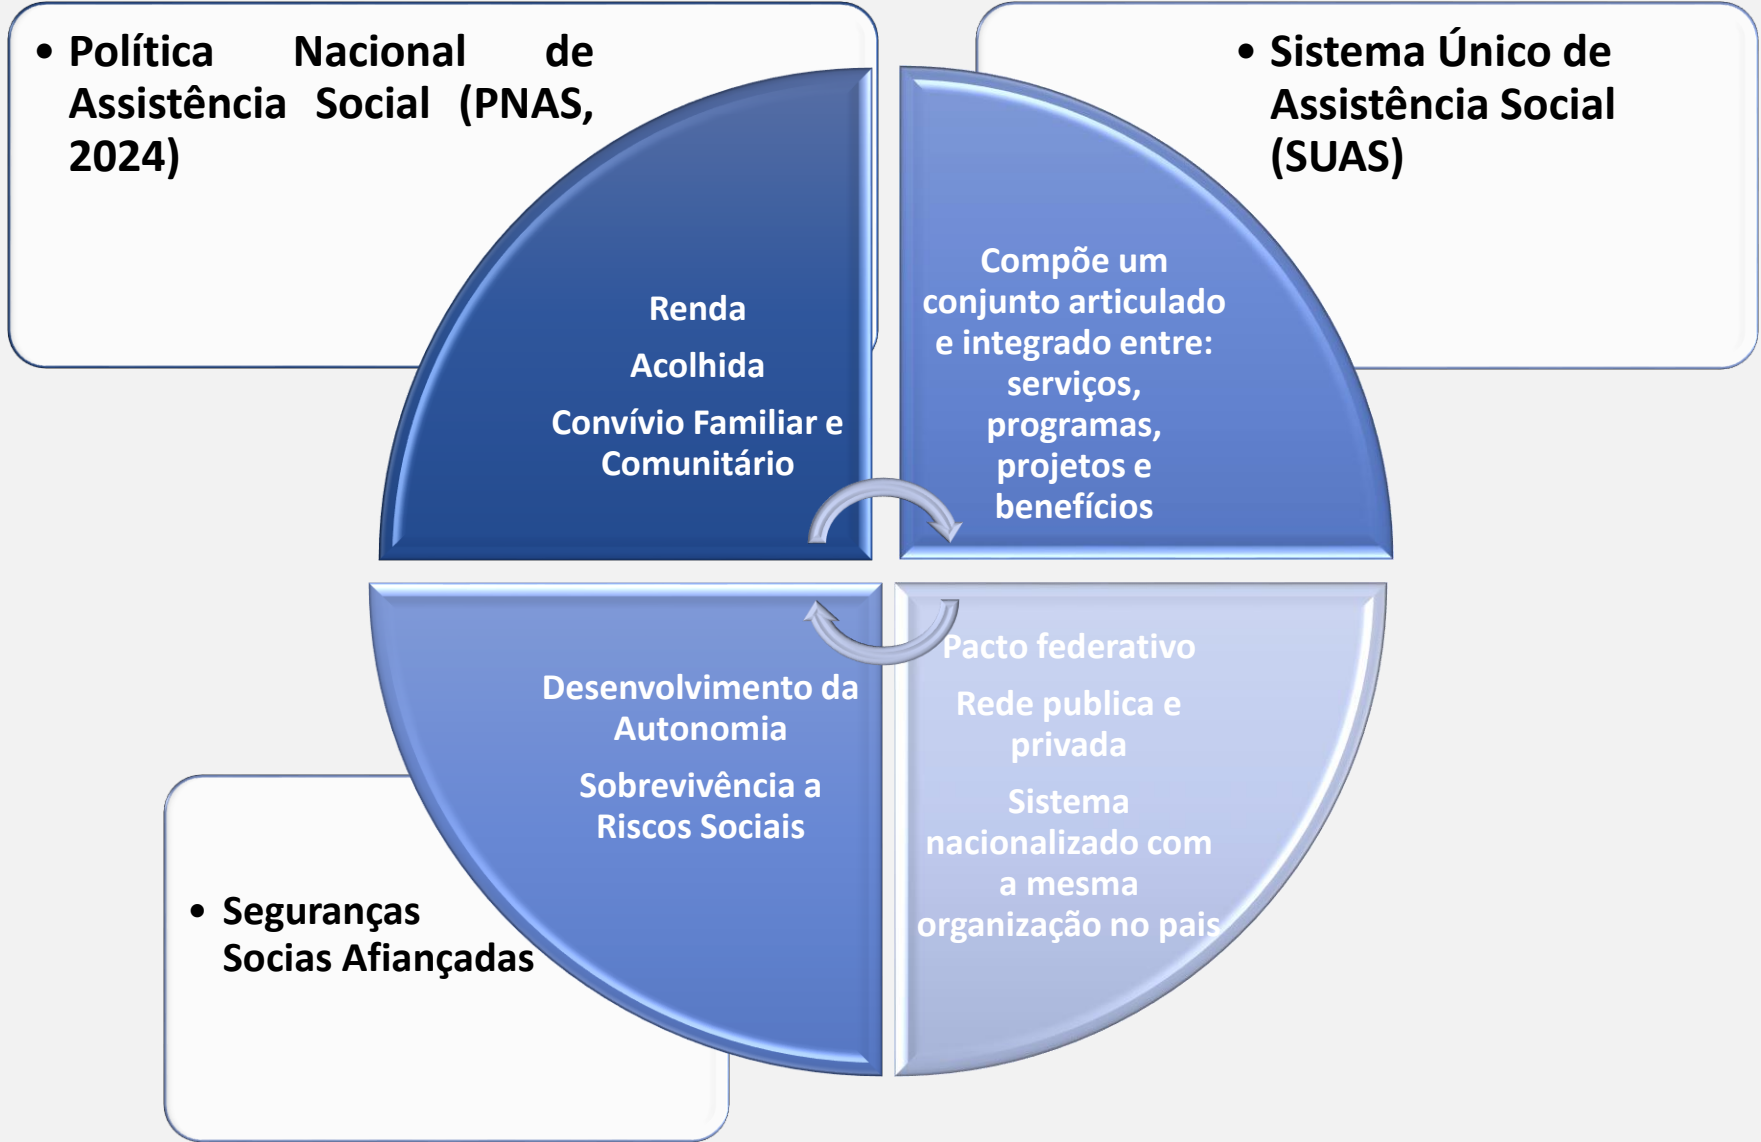 • Política Nacional de
Assistência Social (PNAS,
2024)
• Sistema Único de
Assistência Social
(SUAS)
Renda
Acolhida
Convívio Familiar e
Comunitário
Compõe um
conjunto articulado
e integrado entre:
serviços,
programas,
projetos e
benefícios
Desenvolvimento da
Autonomia
Sobrevivência a
Riscos Sociais
Pacto federativo
Rede publica e
privada
Sistema
nacionalizado com
a mesma
organização no pais
• Seguranças
Socias Afiançadas